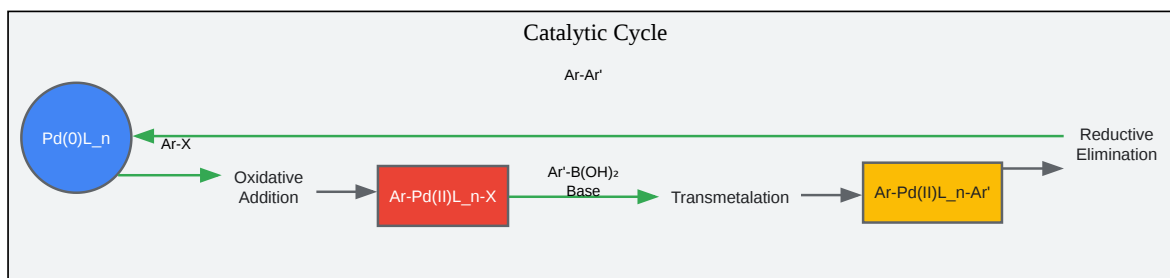 Catalytic Cycle
Ar-Ar'
Pd(0)L_n
Ar-X
Oxidative
Addition
Ar-Pd(II)L_n-X
Ar'-B(OH)₂
Base
Transmetalation
Ar-Pd(II)L_n-Ar'
Reductive
Elimination